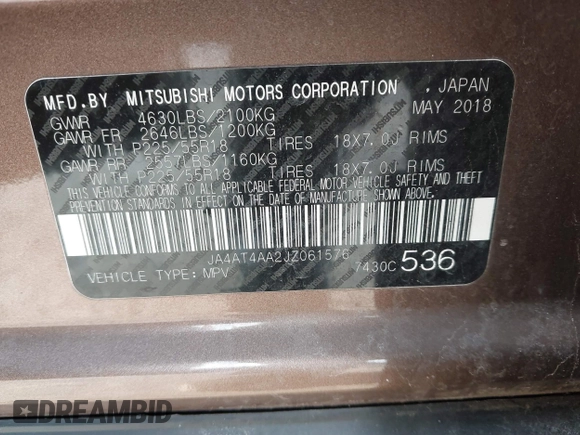 MFD.BY MITSUBISHI MOTORS CORPORATION , JAPAN
GVWR 4630LBS/2100KG MAY 2018
GAWR FR 2646LBS/1200KG
WITH P225/55R18 TIRES 18X7.0J RIMS
GAWR RR 2557LBS/1160KG
WITH P225/55R18 TIRES 18X7.0J RIMS
THIS VEHICLE CONFORMS TO ALL APPLICABLE FEDERAL MOTOR VEHICLE SAFETY AND THEFT
PREVENTION STANDARDS IN EFFECT ON THE DATE OF MANUFACTURE SHOWN ABOVE.
JA4AT4AA2JZ061576
VEHICLE TYPE: MPV 7430C 536
DREAMBID